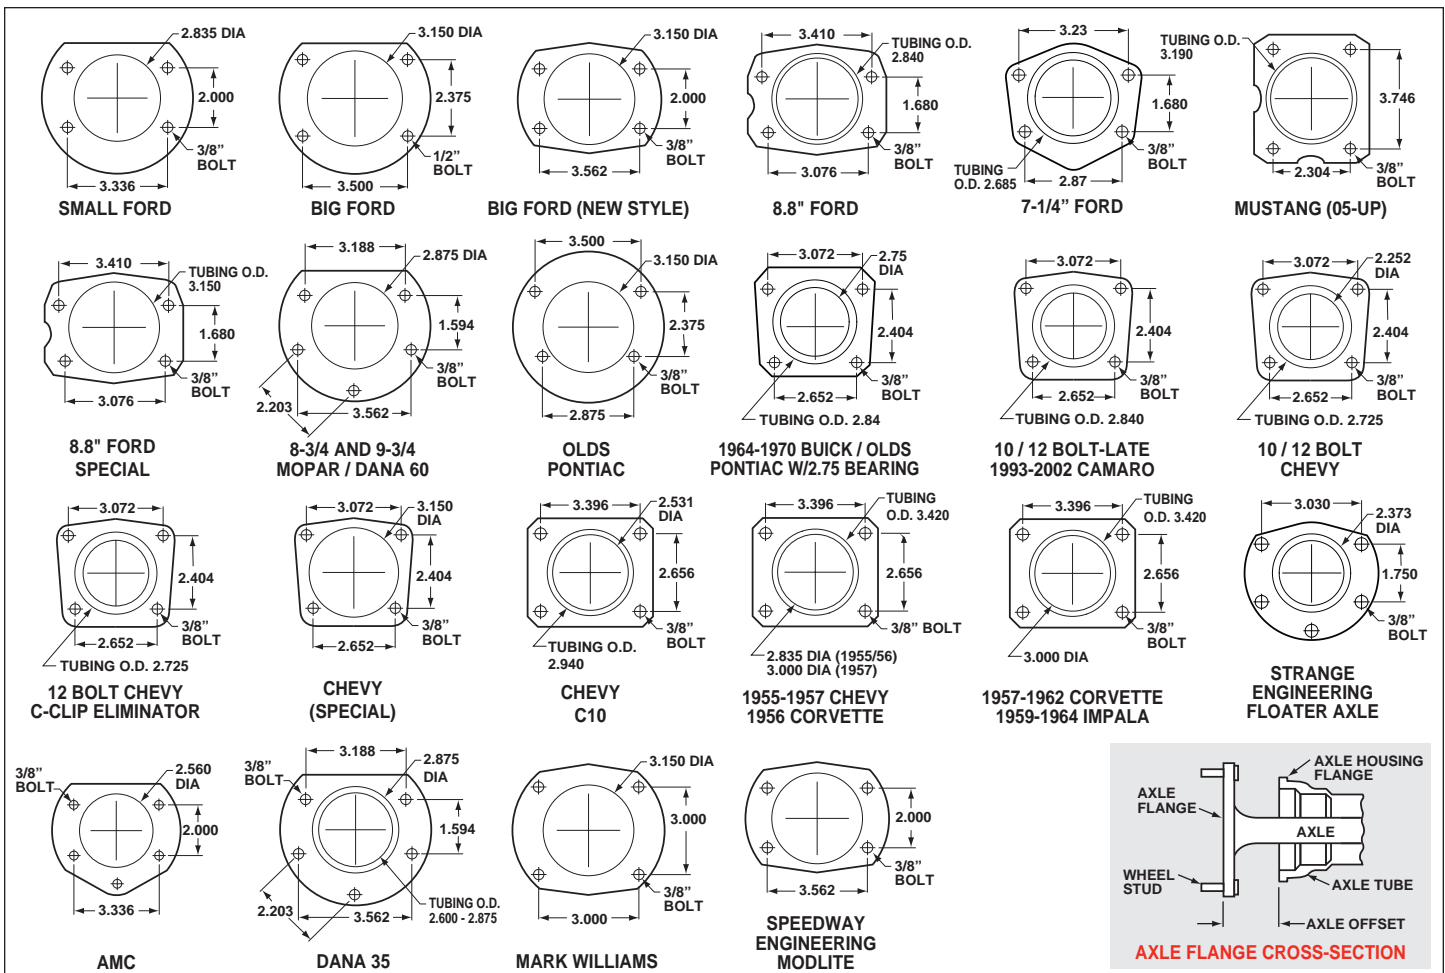 2.835 DIA
2.000
3/8”
BOLT
3.336
SMALL FORD
3.150 DIA
2.375
1/2”
BOLT
3.500
BIG FORD
3.150 DIA
2.000
3/8”
BOLT
3.562
BIG FORD (NEW STYLE)
3.410
TUBING O.D.
2.840
1.680
3/8”
BOLT
3.076
8.8" FORD
3.23
1.680
3/8”
BOLT
TUBING
O.D. 2.685
2.87
7-1/4” FORD
TUBING O.D.
3.190
3.746
2.304
3/8”
BOLT
MUSTANG (05-UP)
3.410
TUBING O.D.
3.150
1.680
3/8”
BOLT
3.076
8.8" FORD
SPECIAL
3.188
2.875 DIA
1.594
3/8”
BOLT
2.203
3.562
8-3/4 AND 9-3/4
MOPAR / DANA 60
3.500
3.150 DIA
2.375
3/8”
BOLT
2.875
OLDS
PONTIAC
3.072
2.75
DIA
2.404
3/8”
BOLT
2.652
TUBING O.D. 2.84
1964-1970 BUICK / OLDS
PONTIAC W/2.75 BEARING
3.072
2.404
3/8”
BOLT
2.652
TUBING O.D. 2.840
10 / 12 BOLT-LATE
1993-2002 CAMARO
3.072
2.252
DIA
2.404
3/8”
BOLT
2.652
TUBING O.D. 2.725
10 / 12 BOLT
CHEVY
3.072
2.404
3/8”
BOLT
2.652
TUBING O.D. 2.725
12 BOLT CHEVY
C-CLIP ELIMINATOR
3.072
3.150
DIA
2.404
3/8”
BOLT
2.652
CHEVY
(SPECIAL)
3.396
2.531
DIA
2.656
3/8”
BOLT
TUBING O.D.
2.940
CHEVY
C10
3.396
TUBING
O.D. 3.420
2.656
3/8” BOLT
2.835 DIA (1955/56)
3.000 DIA (1957)
1955-1957 CHEVY
1956 CORVETTE
3.396
TUBING
O.D. 3.420
2.656
3/8”
BOLT
3.000 DIA
1957-1962 CORVETTE
1959-1964 IMPALA
3.030
2.373
DIA
1.750
3/8”
BOLT
STRANGE
ENGINEERING
FLOATER AXLE
3/8”
BOLT
2.560
DIA
2.000
3.336
AMC
3/8”
BOLT
3.188
2.875
DIA
1.594
2.203
3.562
TUBING O.D.
2.600 - 2.875
DANA 35
3.150 DIA
3.000
3/8”
BOLT
3.000
MARK WILLIAMS
2.000
3/8”
BOLT
3.562
SPEEDWAY
ENGINEERING
MODLITE
AXLE HOUSING
FLANGE
AXLE
FLANGE
AXLE
WHEEL
STUD
AXLE TUBE
AXLE OFFSET
AXLE FLANGE CROSS-SECTION